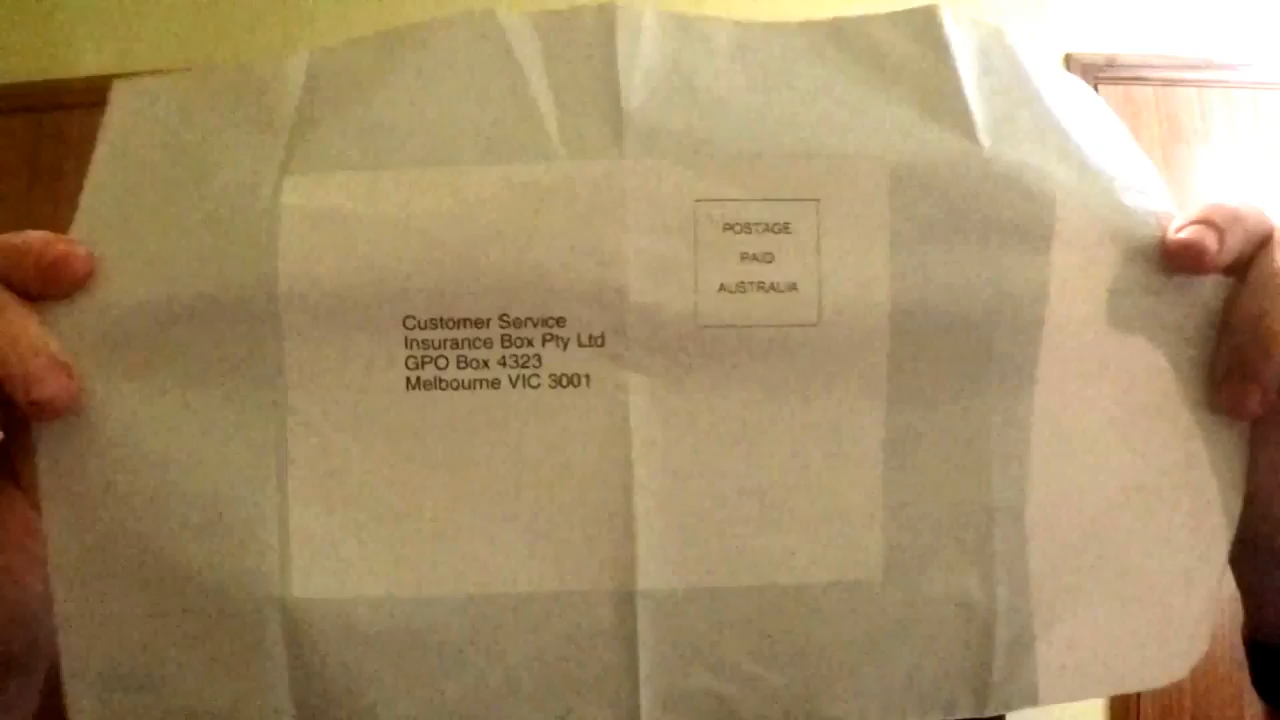 POSTAGE
PAID
AUSTRALIA
Customer Service
Insurance Box Pty Ltd
GPO Box 4323
Melbourne VIC 3001